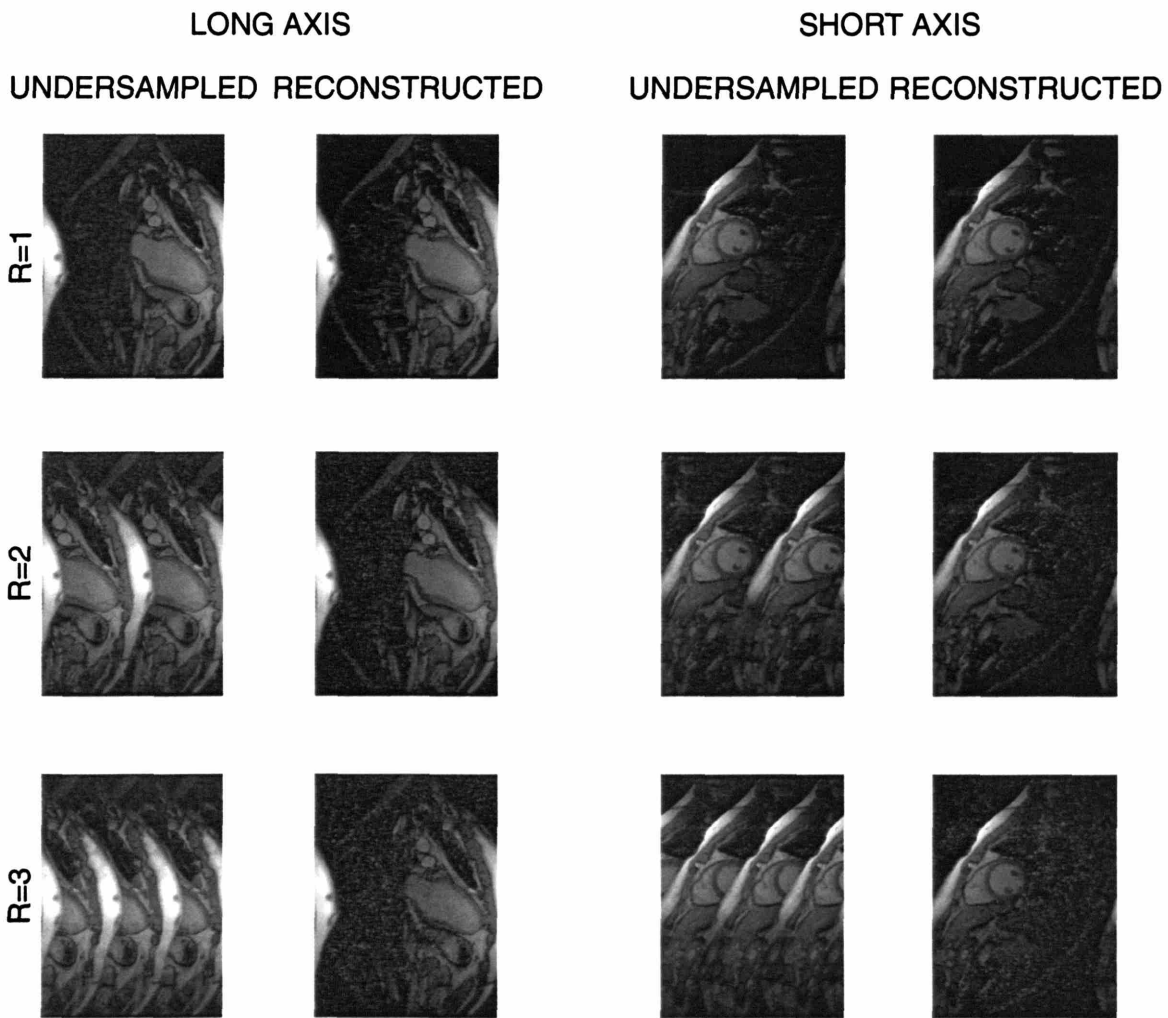 LONG AXIS
SHORT AXIS
UNDERSAMPLED RECONSTRUCTED
UNDERSAMPLED RECONSTRUCTED
R=1
R=2
R=3